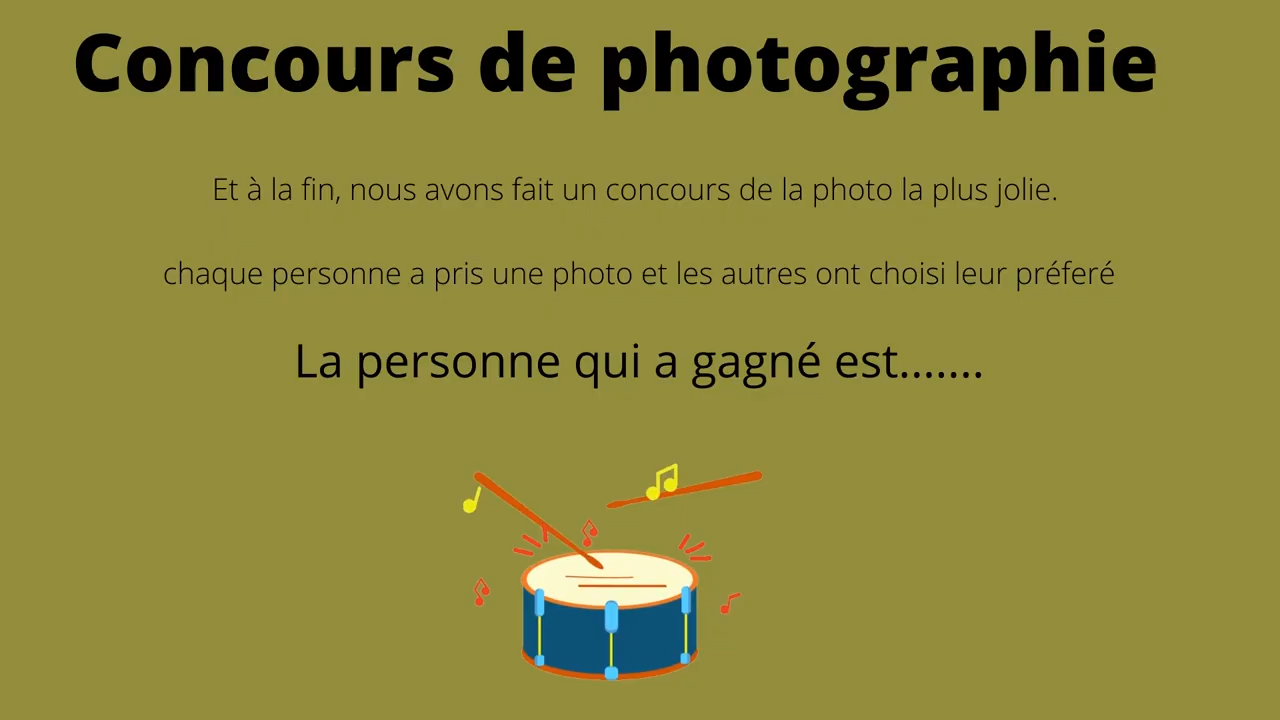 Concours de photographie
Et à la fin, nous avons fait un concours de la photo la plus jolie.
chaque personne a pris une photo et les autres ont choisi leur préferé
La personne qui a gagné est.......